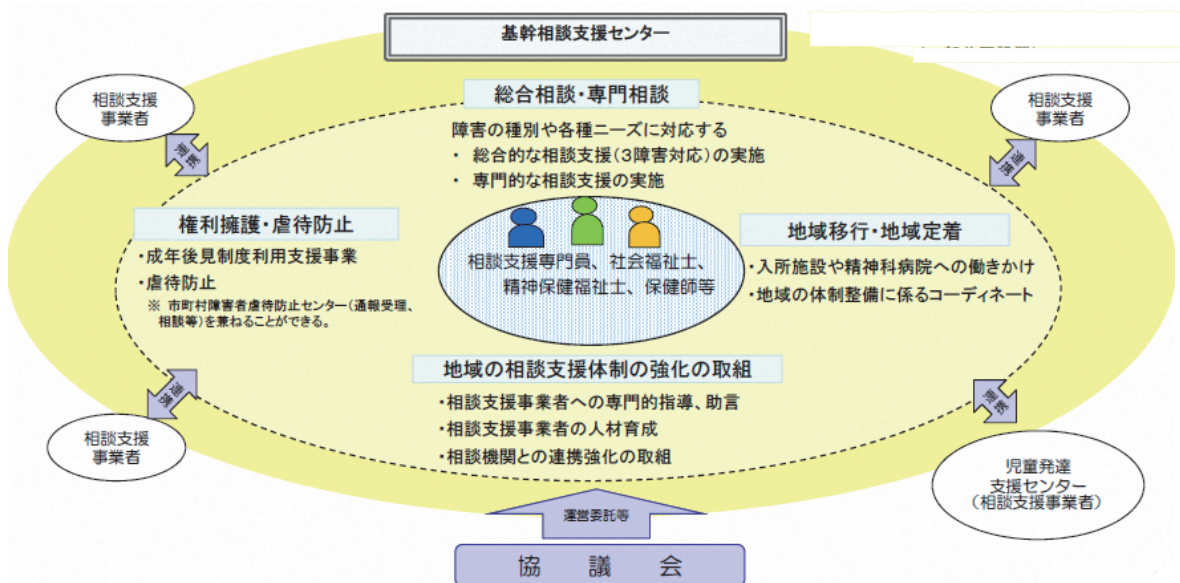 基幹相談支援センター
相談支援
事業者
相談支援
事業者
連携
連携
総合相談・専門相談
障害の種別や各種ニーズに対応する
・ 総合的な相談支援(3障害対応)の実施
・ 専門的な相談支援の実施
権利擁護・虐待防止
・成年後見制度利用支援事業
・虐待防止
※ 市町村障害者虐待防止センター(通報受理、
相談等)を兼ねることができる。
相談支援専門員、社会福祉士、
精神保健福祉士、保健師等
地域移行・地域定着
・入所施設や精神科病院への働きかけ
・地域の体制整備に係るコーディネート
地域の相談支援体制の強化の取組
・相談支援事業者への専門的指導、助言
・相談支援事業者の人材育成
・相談機関との連携強化の取組
連携
連携
相談支援
事業者
児童発達
支援センター
(相談支援事業者)
運営委託等
協 議 会